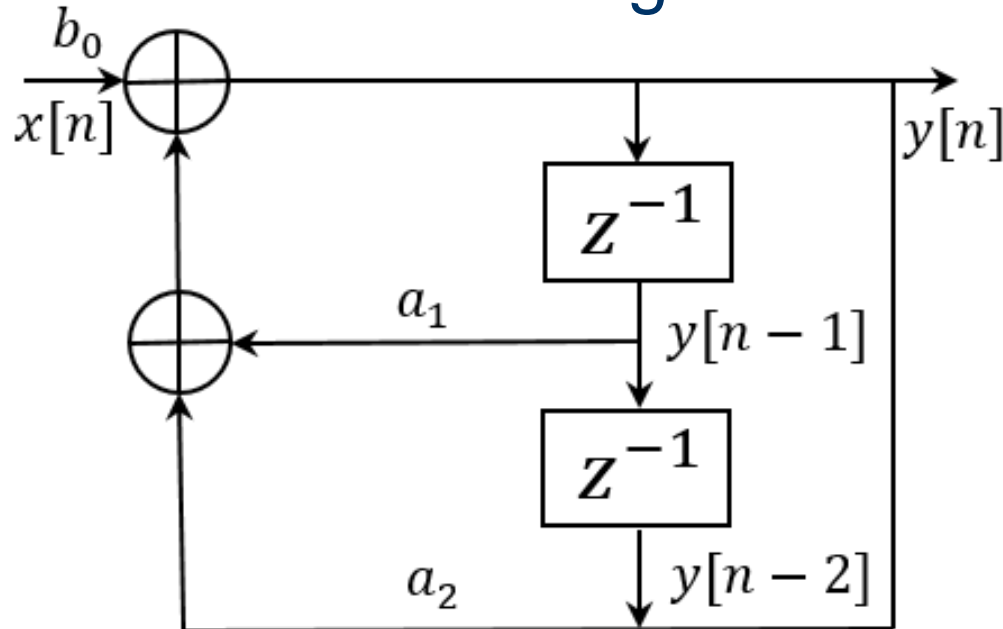 g
b₀
x[n]
y[n]
z⁻¹
a₁
y[n − 1]
z⁻¹
a₂
y[n − 2]